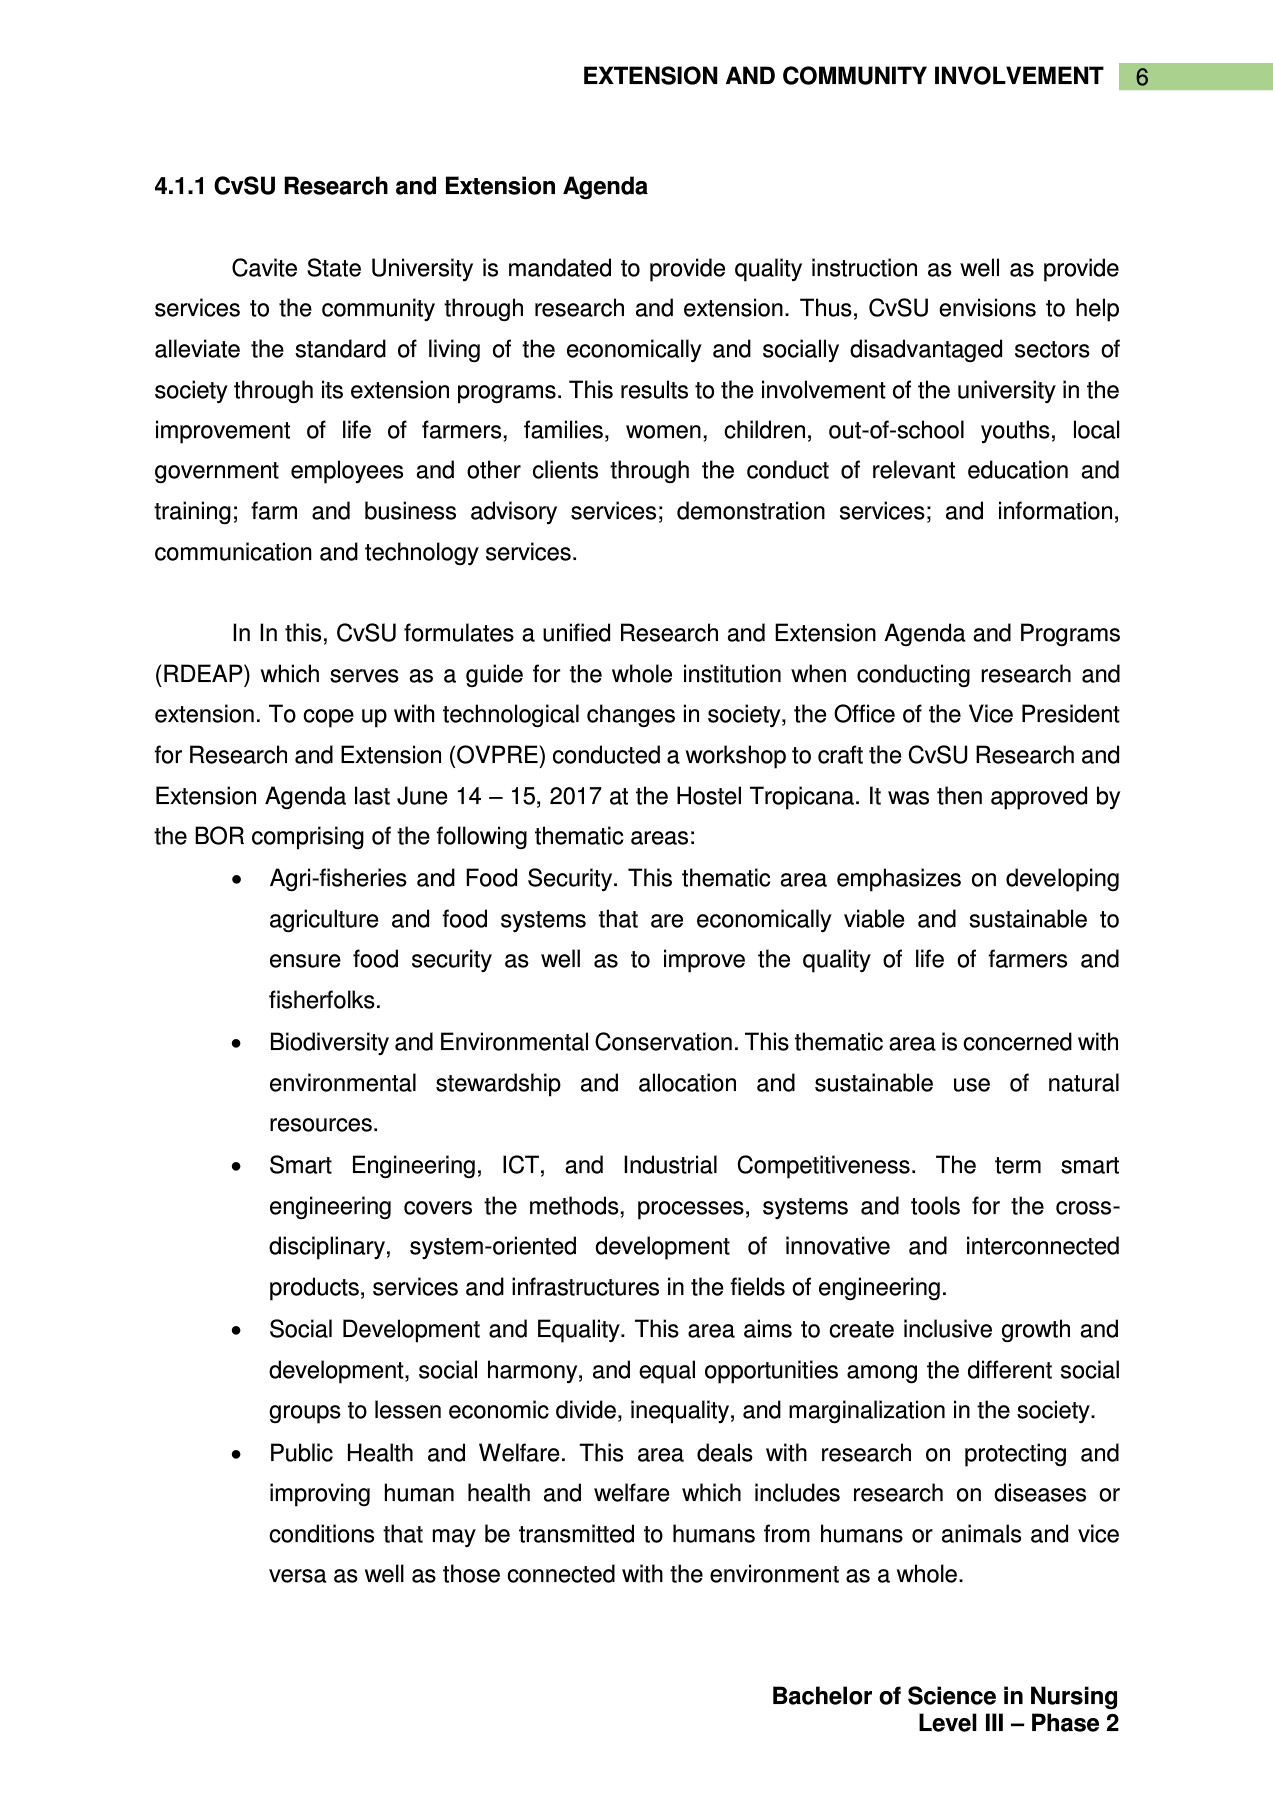 EXTENSION AND COMMUNITY INVOLVEMENT 6
4.1.1 CvSU Research and Extension Agenda
Cavite State University is mandated to provide quality instruction as well as provide
services to the community through research and extension. Thus, CvSU envisions to help
alleviate the standard of living of the economically and socially disadvantaged sectors of
society through its extension programs. This results to the involvement of the university in the
improvement of life of farmers, families, women, children, out-of-school youths, local
government employees and other clients through the conduct of relevant education and
training; farm and business advisory services; demonstration services; and information,
communication and technology services.
In In this, CvSU formulates a unified Research and Extension Agenda and Programs
(RDEAP) which serves as a guide for the whole institution when conducting research and
extension. To cope up with technological changes in society, the Office of the Vice President
for Research and Extension (OVPRE) conducted a workshop to craft the CvSU Research and
Extension Agenda last June 14 – 15, 2017 at the Hostel Tropicana. It was then approved by
the BOR comprising of the following thematic areas:
• Agri-fisheries and Food Security. This thematic area emphasizes on developing
agriculture and food systems that are economically viable and sustainable to
ensure food security as well as to improve the quality of life of farmers and
fisherfolks.
• Biodiversity and Environmental Conservation. This thematic area is concerned with
environmental stewardship and allocation and sustainable use of natural
resources.
• Smart Engineering, ICT, and Industrial Competitiveness. The term smart
engineering covers the methods, processes, systems and tools for the cross-
disciplinary, system-oriented development of innovative and interconnected
products, services and infrastructures in the fields of engineering.
• Social Development and Equality. This area aims to create inclusive growth and
development, social harmony, and equal opportunities among the different social
groups to lessen economic divide, inequality, and marginalization in the society.
• Public Health and Welfare. This area deals with research on protecting and
improving human health and welfare which includes research on diseases or
conditions that may be transmitted to humans from humans or animals and vice
versa as well as those connected with the environment as a whole.
Bachelor of Science in Nursing
Level III – Phase 2